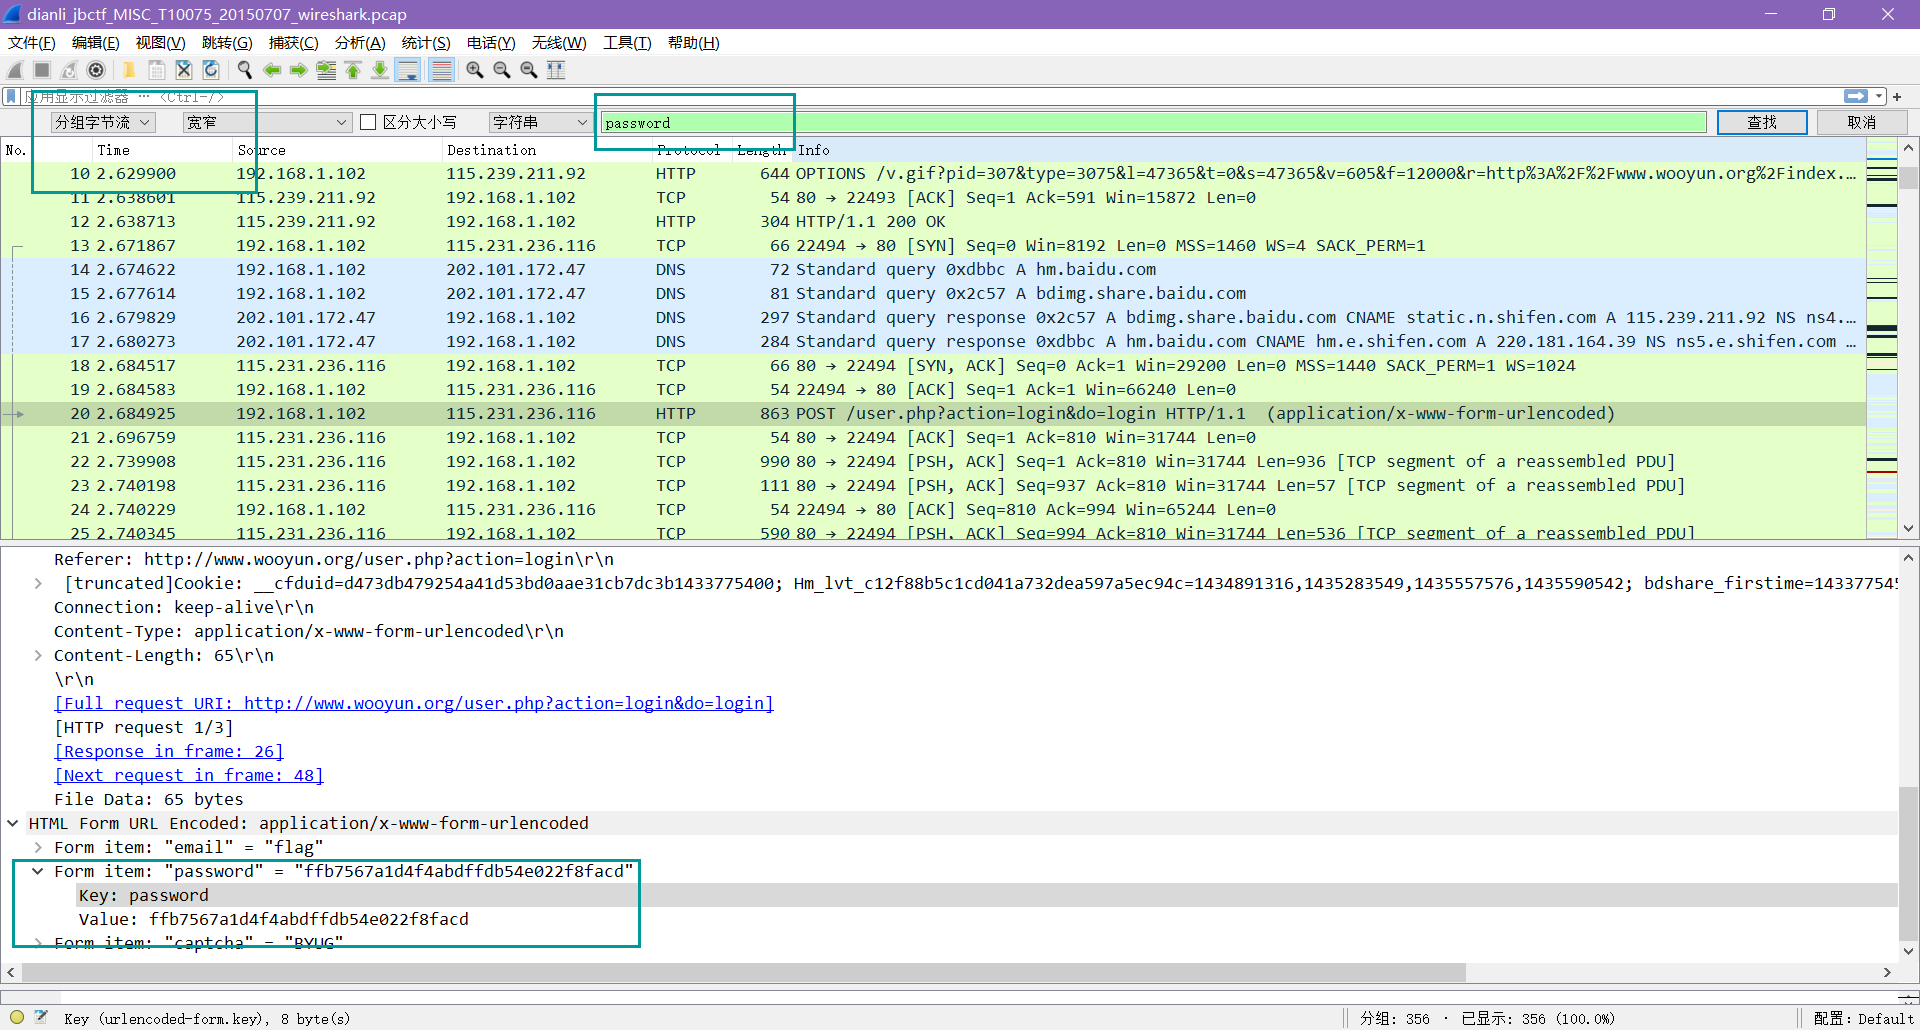 dianli_jbctf_MISC_T10075_20150707_wireshark.pcap
文件(F) 编辑(E) 视图(V) 跳转(G) 捕获(C) 分析(A) 统计(S) 电话(Y) 无线(W) 工具(T) 帮助(H)
应用显示过滤器 … <Ctrl-/>
分组字节流 宽窄 区分大小写 字符串 password 查找 取消
No. Time Source Destination Protocol Length Info
10 2.629900 192.168.1.102 115.239.211.92 HTTP 644 OPTIONS /v.gif?pid=307&type=3075&l=47365&t=0&s=47365&v=605&f=12000&r=http%3A%2F%2Fwww.wooyun.org%2Findex.…
11 2.638601 115.239.211.92 192.168.1.102 TCP 54 80 → 22493 [ACK] Seq=1 Ack=591 Win=15872 Len=0
12 2.638713 115.239.211.92 192.168.1.102 HTTP 304 HTTP/1.1 200 OK
13 2.671867 192.168.1.102 115.231.236.116 TCP 66 22494 → 80 [SYN] Seq=0 Win=8192 Len=0 MSS=1460 WS=4 SACK_PERM=1
14 2.674622 192.168.1.102 202.101.172.47 DNS 72 Standard query 0xdbbc A hm.baidu.com
15 2.677614 192.168.1.102 202.101.172.47 DNS 81 Standard query 0x2c57 A bdimg.share.baidu.com
16 2.679829 202.101.172.47 192.168.1.102 DNS 297 Standard query response 0x2c57 A bdimg.share.baidu.com CNAME static.n.shifen.com A 115.239.211.92 NS ns4.…
17 2.680273 202.101.172.47 192.168.1.102 DNS 284 Standard query response 0xdbbc A hm.baidu.com CNAME hm.e.shifen.com A 220.181.164.39 NS ns5.e.shifen.com …
18 2.684517 115.231.236.116 192.168.1.102 TCP 66 80 → 22494 [SYN, ACK] Seq=0 Ack=1 Win=29200 Len=0 MSS=1440 SACK_PERM=1 WS=1024
19 2.684583 192.168.1.102 115.231.236.116 TCP 54 22494 → 80 [ACK] Seq=1 Ack=1 Win=66240 Len=0
20 2.684925 192.168.1.102 115.231.236.116 HTTP 863 POST /user.php?action=login&do=login HTTP/1.1 (application/x-www-form-urlencoded)
21 2.696759 115.231.236.116 192.168.1.102 TCP 54 80 → 22494 [ACK] Seq=1 Ack=810 Win=31744 Len=0
22 2.739908 115.231.236.116 192.168.1.102 TCP 990 80 → 22494 [PSH, ACK] Seq=1 Ack=810 Win=31744 Len=936 [TCP segment of a reassembled PDU]
23 2.740198 115.231.236.116 192.168.1.102 TCP 111 80 → 22494 [PSH, ACK] Seq=937 Ack=810 Win=31744 Len=57 [TCP segment of a reassembled PDU]
24 2.740229 192.168.1.102 115.231.236.116 TCP 54 22494 → 80 [ACK] Seq=810 Ack=994 Win=65244 Len=0
25 2.740345 115.231.236.116 192.168.1.102 TCP 590 80 → 22494 [PSH, ACK] Seq=994 Ack=810 Win=31744 Len=536 [TCP segment of a reassembled PDU]
Referer: http://www.wooyun.org/user.php?action=login\r\n
[truncated]Cookie: __cfduid=d473db479254a41d53bd0aae31cb7dc3b1433775400; Hm_lvt_c12f88b5c1cd041a732dea597a5ec94c=1434891316,1435283549,1435557576,1435590542; bdshare_firstime=143377545
Connection: keep-alive\r\n
Content-Type: application/x-www-form-urlencoded\r\n
Content-Length: 65\r\n
\r\n
[Full request URI: http://www.wooyun.org/user.php?action=login&do=login]
[HTTP request 1/3]
[Response in frame: 26]
[Next request in frame: 48]
File Data: 65 bytes
HTML Form URL Encoded: application/x-www-form-urlencoded
Form item: "email" = "flag"
Form item: "password" = "ffb7567a1d4f4abdffdb54e022f8facd"
Key: password
Value: ffb7567a1d4f4abdffdb54e022f8facd
Form item: "captcha" = "BYUG"
Key (urlencoded-form.key), 8 byte(s) 分组: 356 · 已显示: 356 (100.0%) 配置: Default